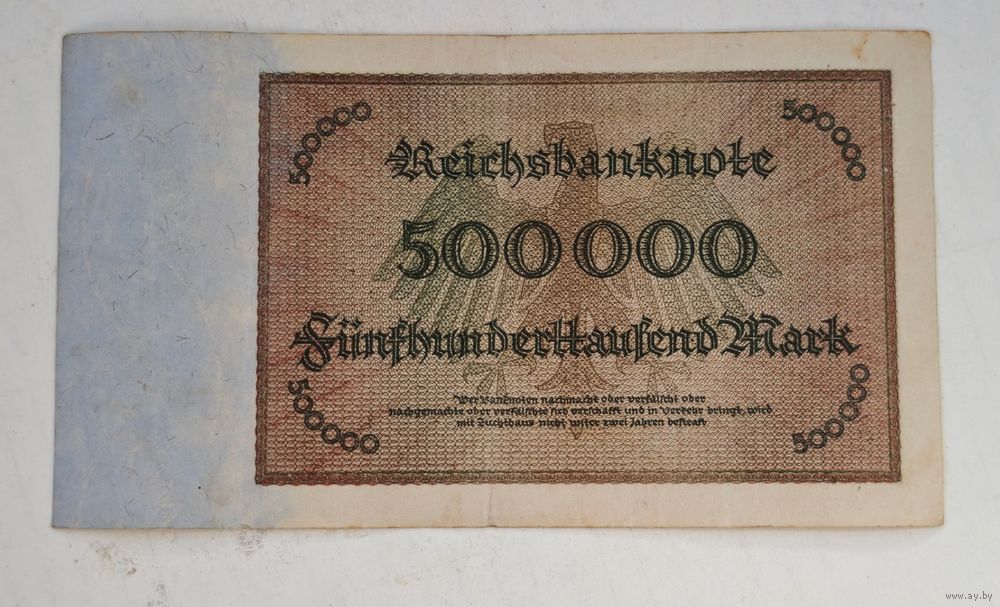 500000
500000
Reichsbanknote
500000
Fünfhunderttausend Mark
Wer Banknoten nachmacht oder verfälscht oder
nachgemachte oder verfälschte sich verschafft und in Verkehr bringt, wird
mit Zuchthaus nicht unter zwei Jahren bestraft
500000
500000
www.ay.by